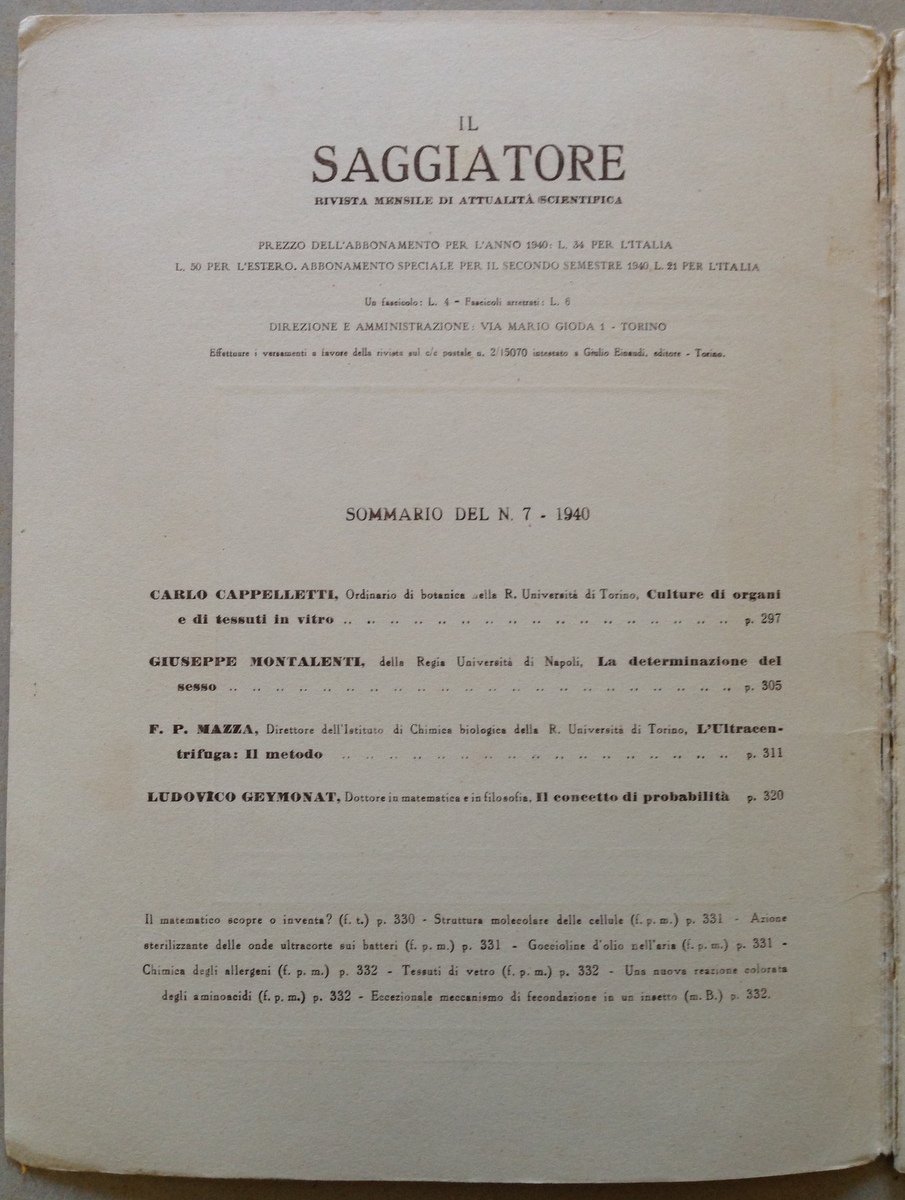 IL
SAGGIATORE
RIVISTA MENSILE DI ATTUALITÀ SCIENTIFICA
PREZZO DELL'ABBONAMENTO PER L'ANNO 1940: L. 34 PER L'ITALIA
L. 50 PER L'ESTERO. ABBONAMENTO SPECIALE PER IL SECONDO SEMESTRE 1940, L. 21 PER L'ITALIA
Un fascicolo: L. 4 - Fascicoli arretrati: L. 6
DIREZIONE E AMMINISTRAZIONE: VIA MARIO GIODA 1 - TORINO
Effettuare i versamenti a favore della rivista sul c/c postale n. 2/15070 intestato a Giulio Einaudi, editore - Torino.
SOMMARIO DEL N. 7 - 1940
CARLO CAPPELLETTI, Ordinario di botanica della R. Università di Torino, Culture di organi
e di tessuti in vitro .. .. .. .. .. .. .. .. .. .. .. .. .. .. .. .. .. p. 297
GIUSEPPE MONTALENTI, della Regia Università di Napoli, La determinazione del
sesso .. .. .. .. .. .. .. .. .. .. .. .. .. .. .. .. .. .. .. .. .. .. p. 305
F. P. MAZZA, Direttore dell'Istituto di Chimica biologica della R. Università di Torino, L'Ultracen-
trifuga: Il metodo .. .. .. .. .. .. .. .. .. .. .. .. .. .. .. .. .. p. 311
LUDOVICO GEYMONAT, Dottore in matematica e in filosofia, Il concetto di probabilità p. 320
Il matematico scopre o inventa? (f. t.) p. 330 - Struttura molecolare delle cellule (f. p. m.) p. 331 - Azione
sterilizzante delle onde ultracorte sui batteri (f. p. m.) p. 331 - Goccioline d'olio nell'aria (f. p. m.) p. 331 -
Chimica degli allergeni (f. p. m.) p. 332 - Tessuti di vetro (f. p. m.) p. 332 - Una nuova reazione colorata
degli aminoacidi (f. p. m.) p. 332 - Eccezionale meccanismo di fecondazione in un insetto (m. B.) p. 332.